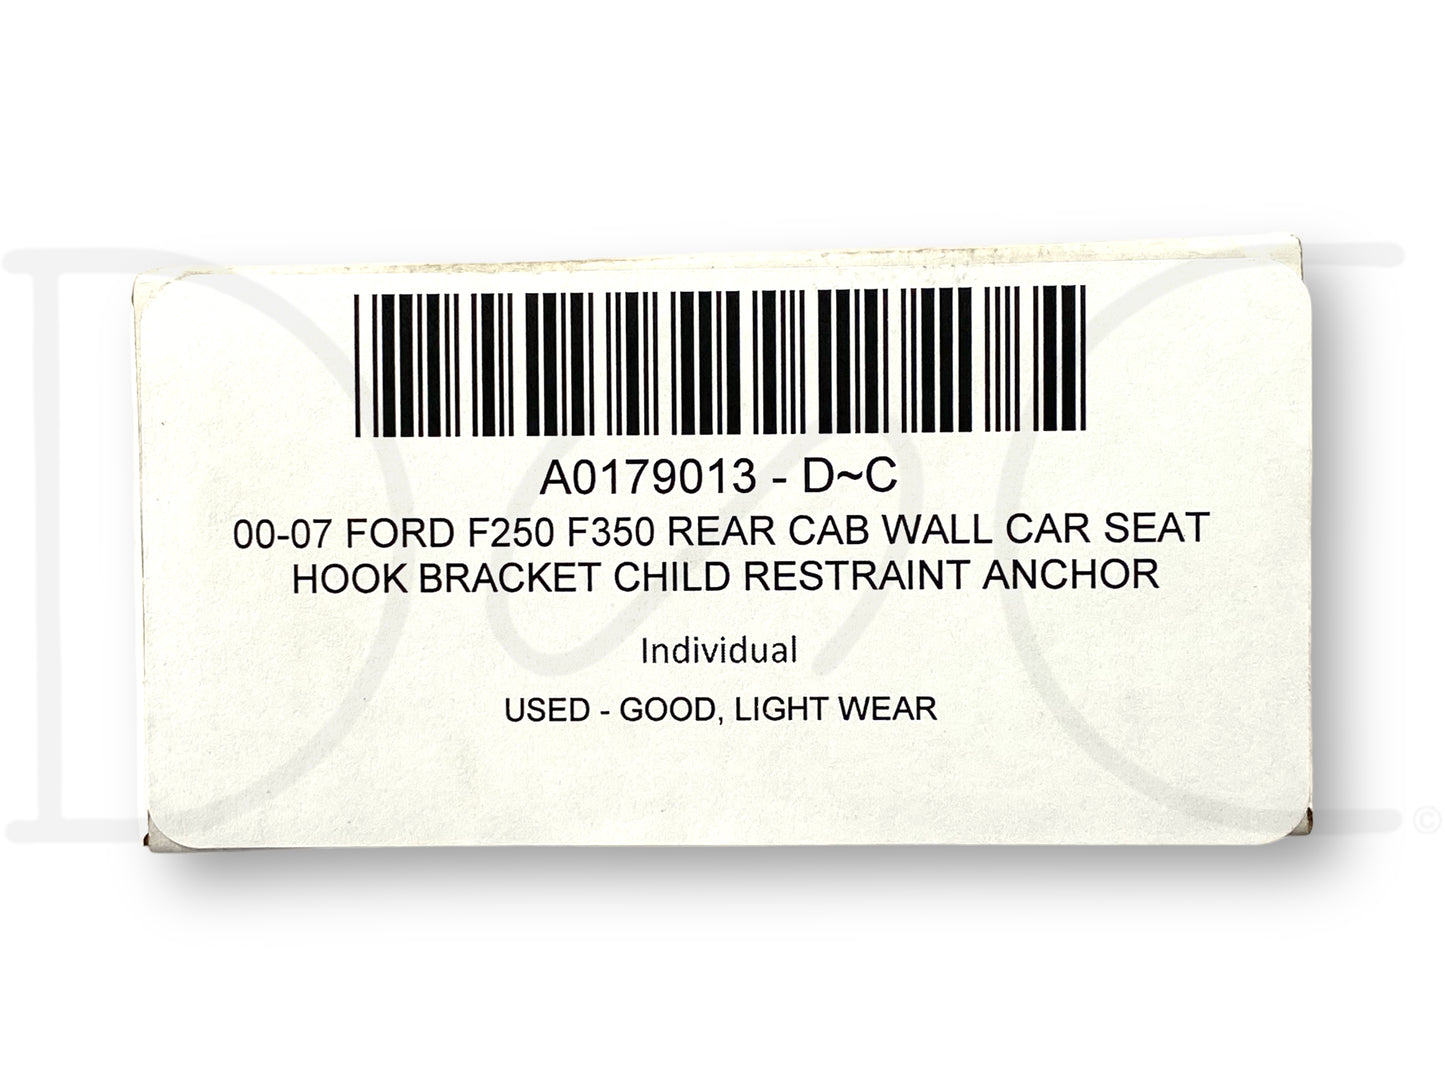 A0179013 - D~C
00-07 FORD F250 F350 REAR CAB WALL CAR SEAT
HOOK BRACKET CHILD RESTRAINT ANCHOR
Individual
USED - GOOD, LIGHT WEAR
DC
©